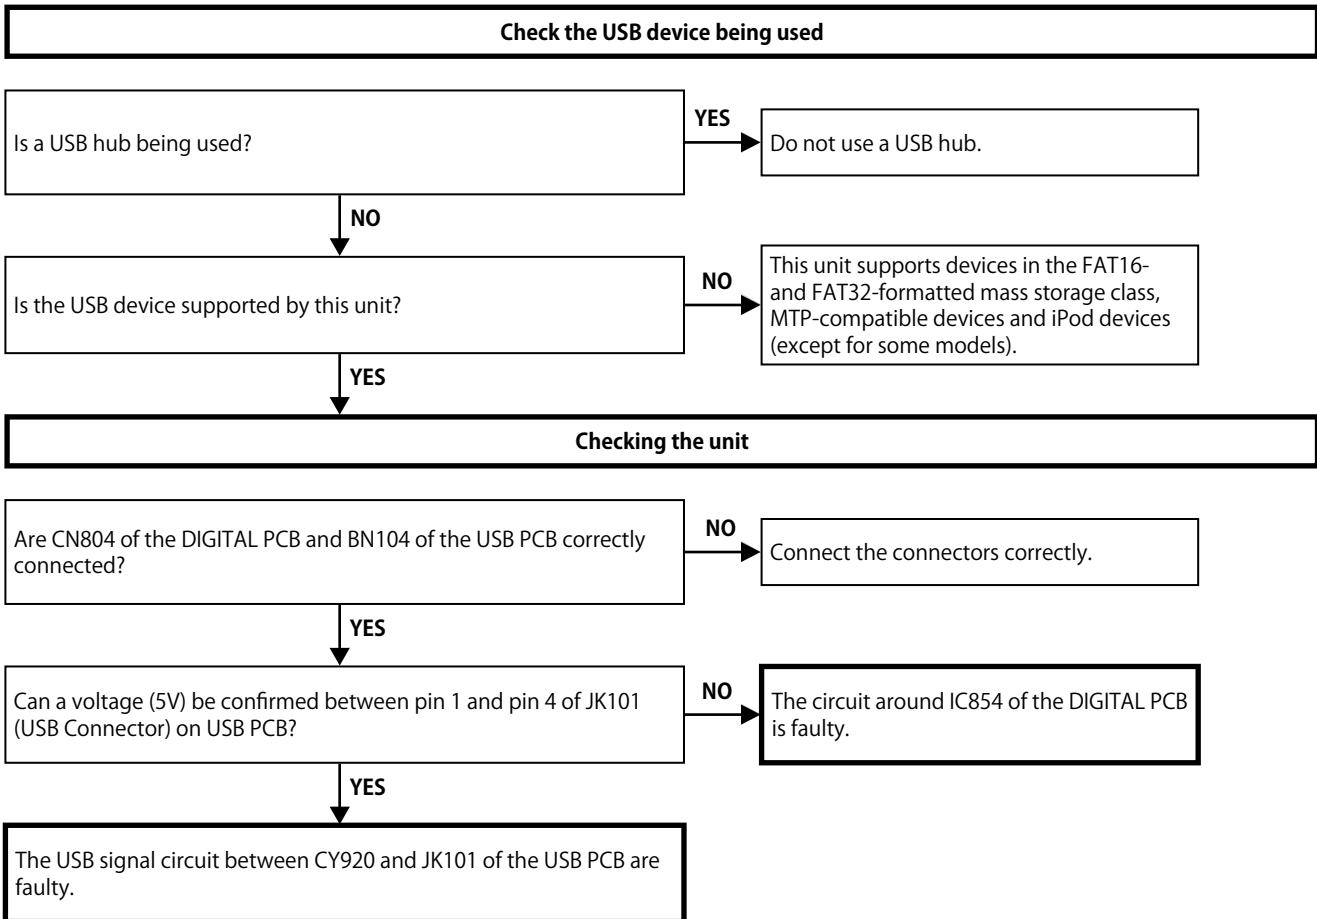 Check the USB device being used
Is a USB hub being used?
YES
Do not use a USB hub.
NO
Is the USB device supported by this unit?
NO
This unit supports devices in the FAT16-
and FAT32-formatted mass storage class,
MTP-compatible devices and iPod devices
(except for some models).
YES
Checking the unit
Are CN804 of the DIGITAL PCB and BN104 of the USB PCB correctly
connected?
NO
Connect the connectors correctly.
YES
Can a voltage (5V) be confirmed between pin 1 and pin 4 of JK101
(USB Connector) on USB PCB?
NO
The circuit around IC854 of the DIGITAL PCB
is faulty.
YES
The USB signal circuit between CY920 and JK101 of the USB PCB are
faulty.